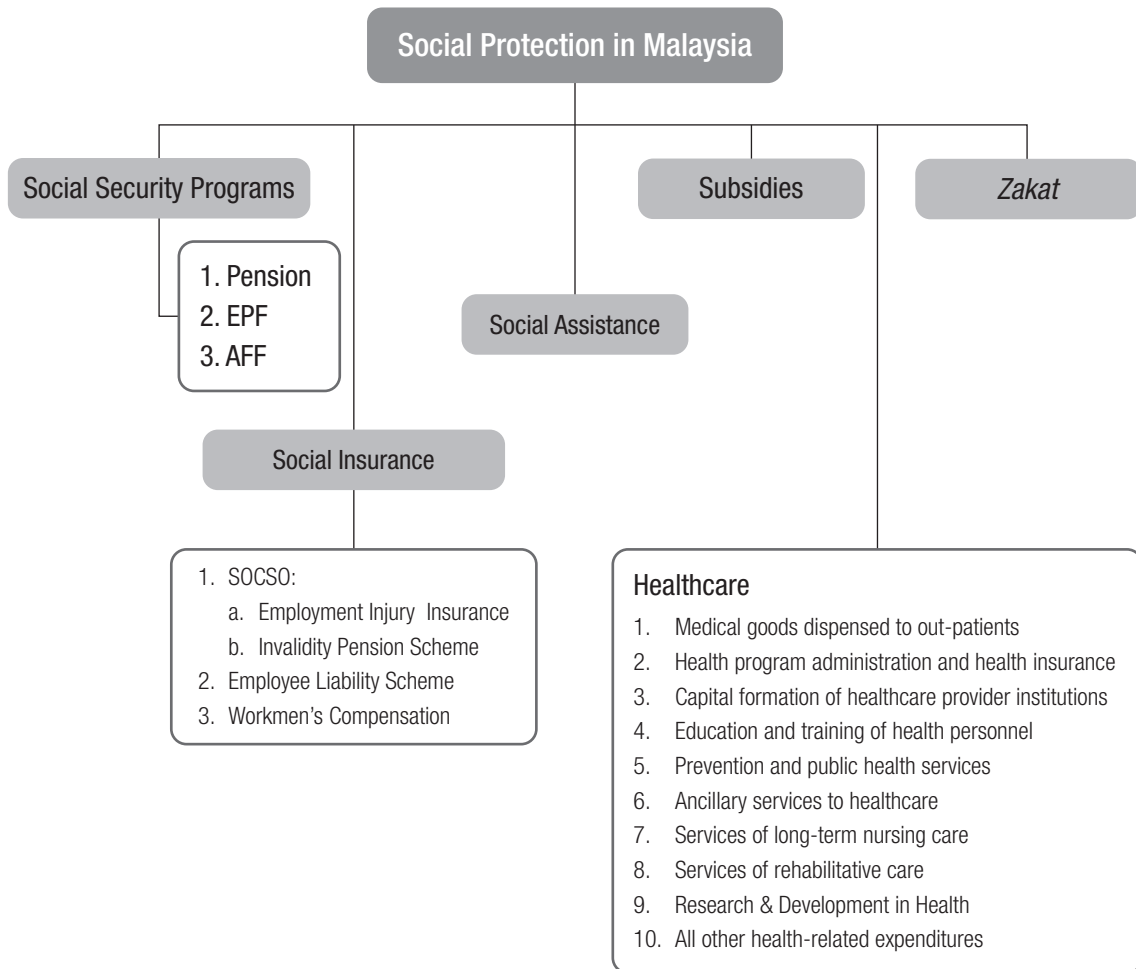 Social Protection in Malaysia
Social Security Programs
1. Pension
2. EPF
3. AFF
Social Insurance
1. SOCSO:
a. Employment Injury Insurance
b. Invalidity Pension Scheme
2. Employee Liability Scheme
3. Workmen's Compensation
Social Assistance
Subsidies
Healthcare
1. Medical goods dispensed to out-patients
2. Health program administration and health insurance
3. Capital formation of healthcare provider institutions
4. Education and training of health personnel
5. Prevention and public health services
6. Ancillary services to healthcare
7. Services of long-term nursing care
8. Services of rehabilitative care
9. Research & Development in Health
10. All other health-related expenditures
Zakat